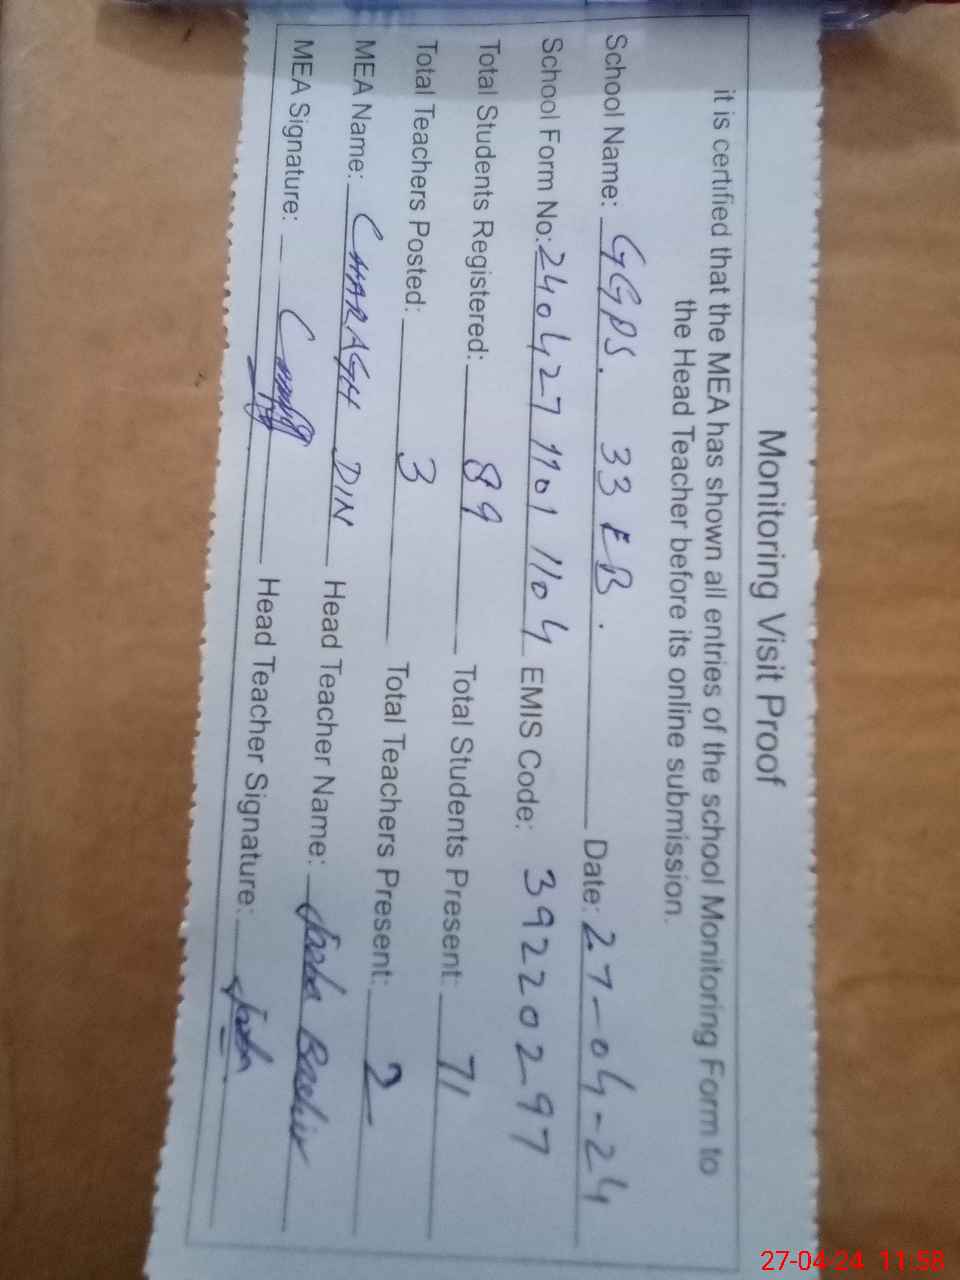 Monitoring Visit Proof
it is certified that the MEA has shown all entries of the school Monitoring Form to
the Head Teacher before its online submission.
School Name: GGPS. 33 EB. Date: 27-04-24
School Form No: 240427 1101 1104 EMIS Code: 39220297
Total Students Registered: 89 Total Students Present: 71
Total Teachers Posted: 3 Total Teachers Present: 2
MEA Name: CHARAGH DIN Head Teacher Name: Bashir
MEA Signature: Head Teacher Signature:
27-04-24 11:58